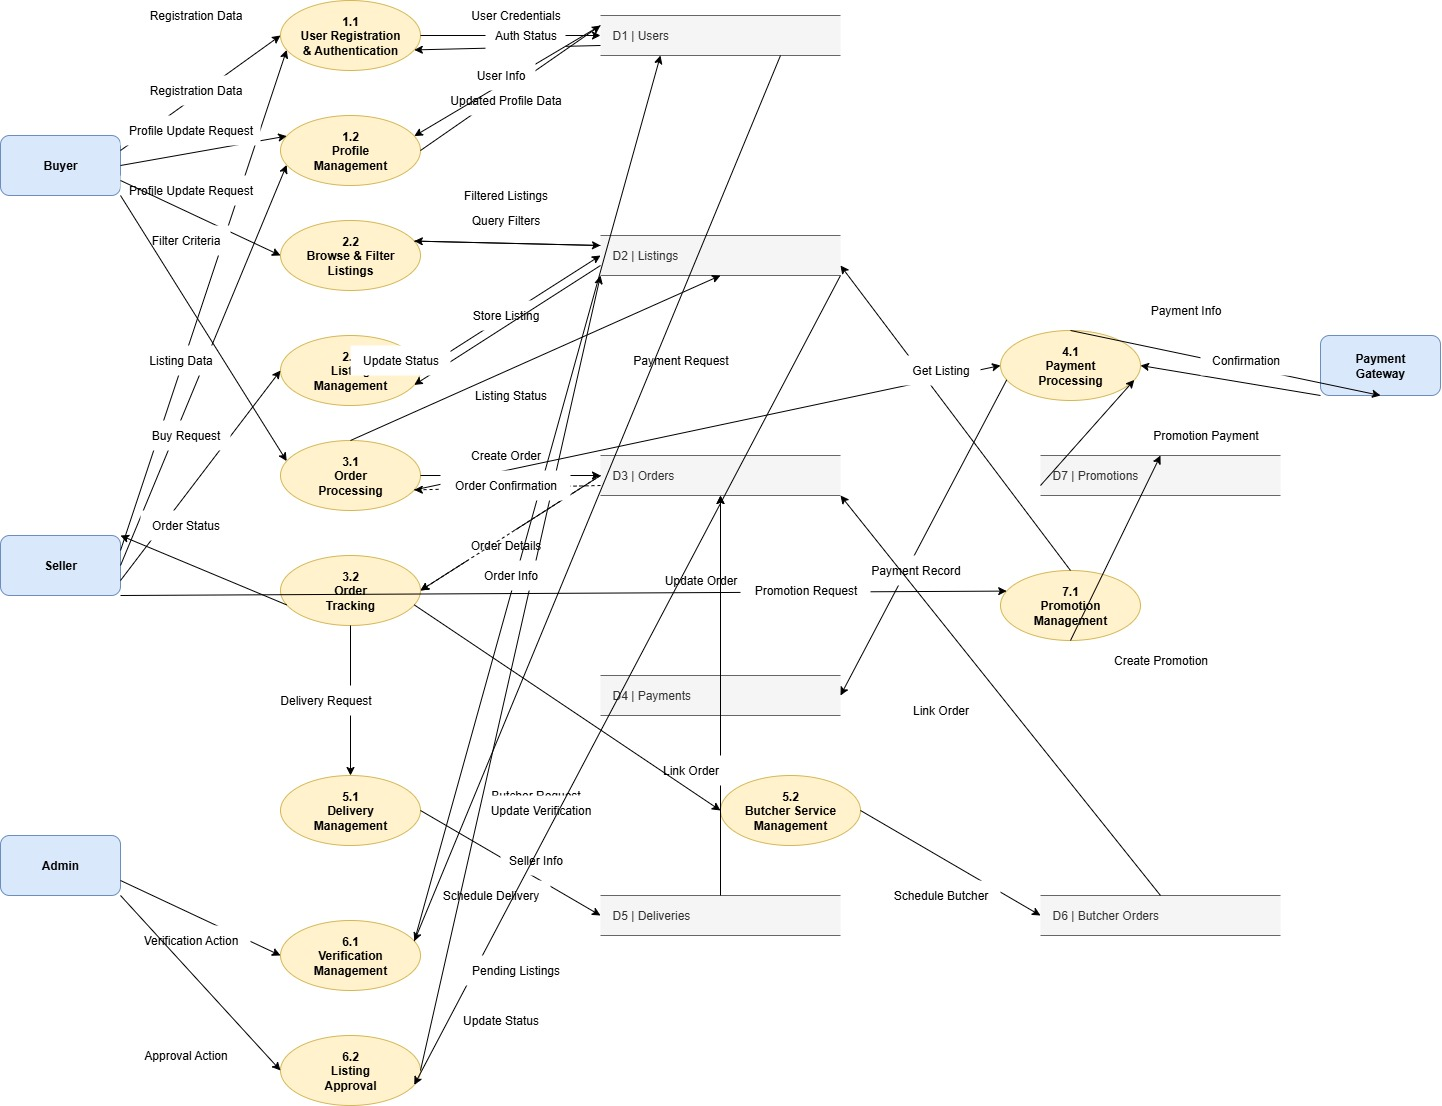 Registration Data
1.1
User Registration
& Authentication
User Credentials
Auth Status
D1 | Users
User Info
Updated Profile Data
Registration Data
Profile Update Request
1.2
Profile
Management
Buyer
Profile Update Request
Filtered Listings
Query Filters
Filter Criteria
2.2
Browse & Filter
Listings
D2 | Listings
Store Listing
Payment Info
Listing Data
Management
Update Status
Payment Request
Get Listing
4.1
Payment
Processing
Confirmation
Payment
Gateway
Listing Status
Buy Request
Create Order
Promotion Payment
3.1
Order
Processing
Order Confirmation
D3 | Orders
D7 | Promotions
Order Status
Order Details
Seller
3.2
Order
Tracking
Order Info
Update Order
Promotion Request
Payment Record
7.1
Promotion
Management
Create Promotion
Delivery Request
D4 | Payments
Link Order
Link Order
5.1
Delivery
Management
Butcher Request
Update Verification
5.2
Butcher Service
Management
Admin
Seller Info
Schedule Delivery
Schedule Butcher
D5 | Deliveries
D6 | Butcher Orders
Verification Action
6.1
Verification
Management
Pending Listings
Update Status
Approval Action
6.2
Listing
Approval